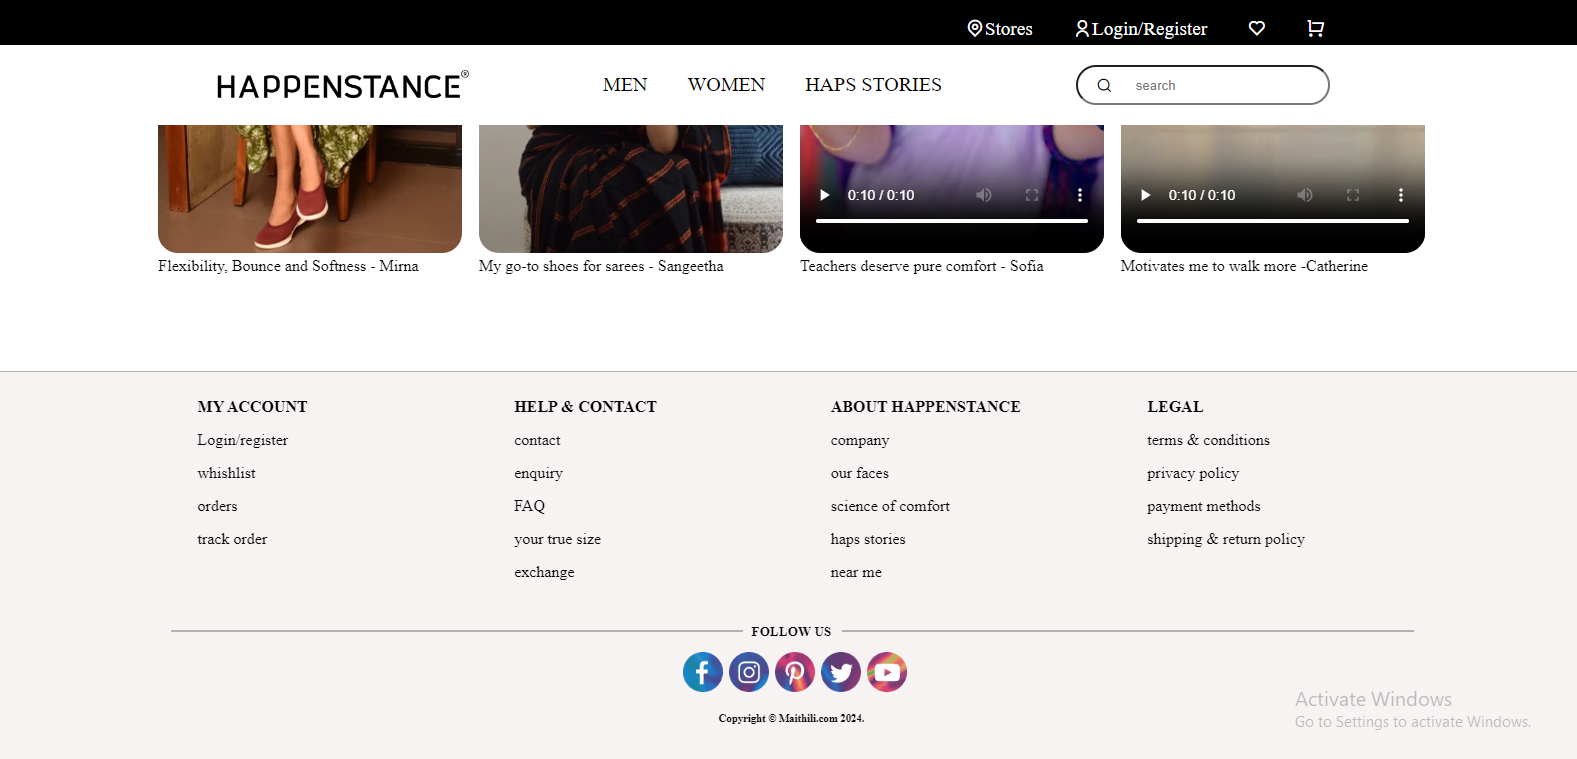 Stores Login/Register
HAPPENSTANCE® MEN WOMEN HAPS STORIES search
0:10 / 0:10 0:10 / 0:10
Flexibility, Bounce and Softness - Mirna My go-to shoes for sarees - Sangeetha Teachers deserve pure comfort - Sofia Motivates me to walk more -Catherine
MY ACCOUNT HELP & CONTACT ABOUT HAPPENSTANCE LEGAL
Login/register contact company terms & conditions
whishlist enquiry our faces privacy policy
orders FAQ science of comfort payment methods
track order your true size haps stories shipping & return policy
exchange near me
FOLLOW US
Copyright © Maithili.com 2024.
Activate Windows
Go to Settings to activate Windows.